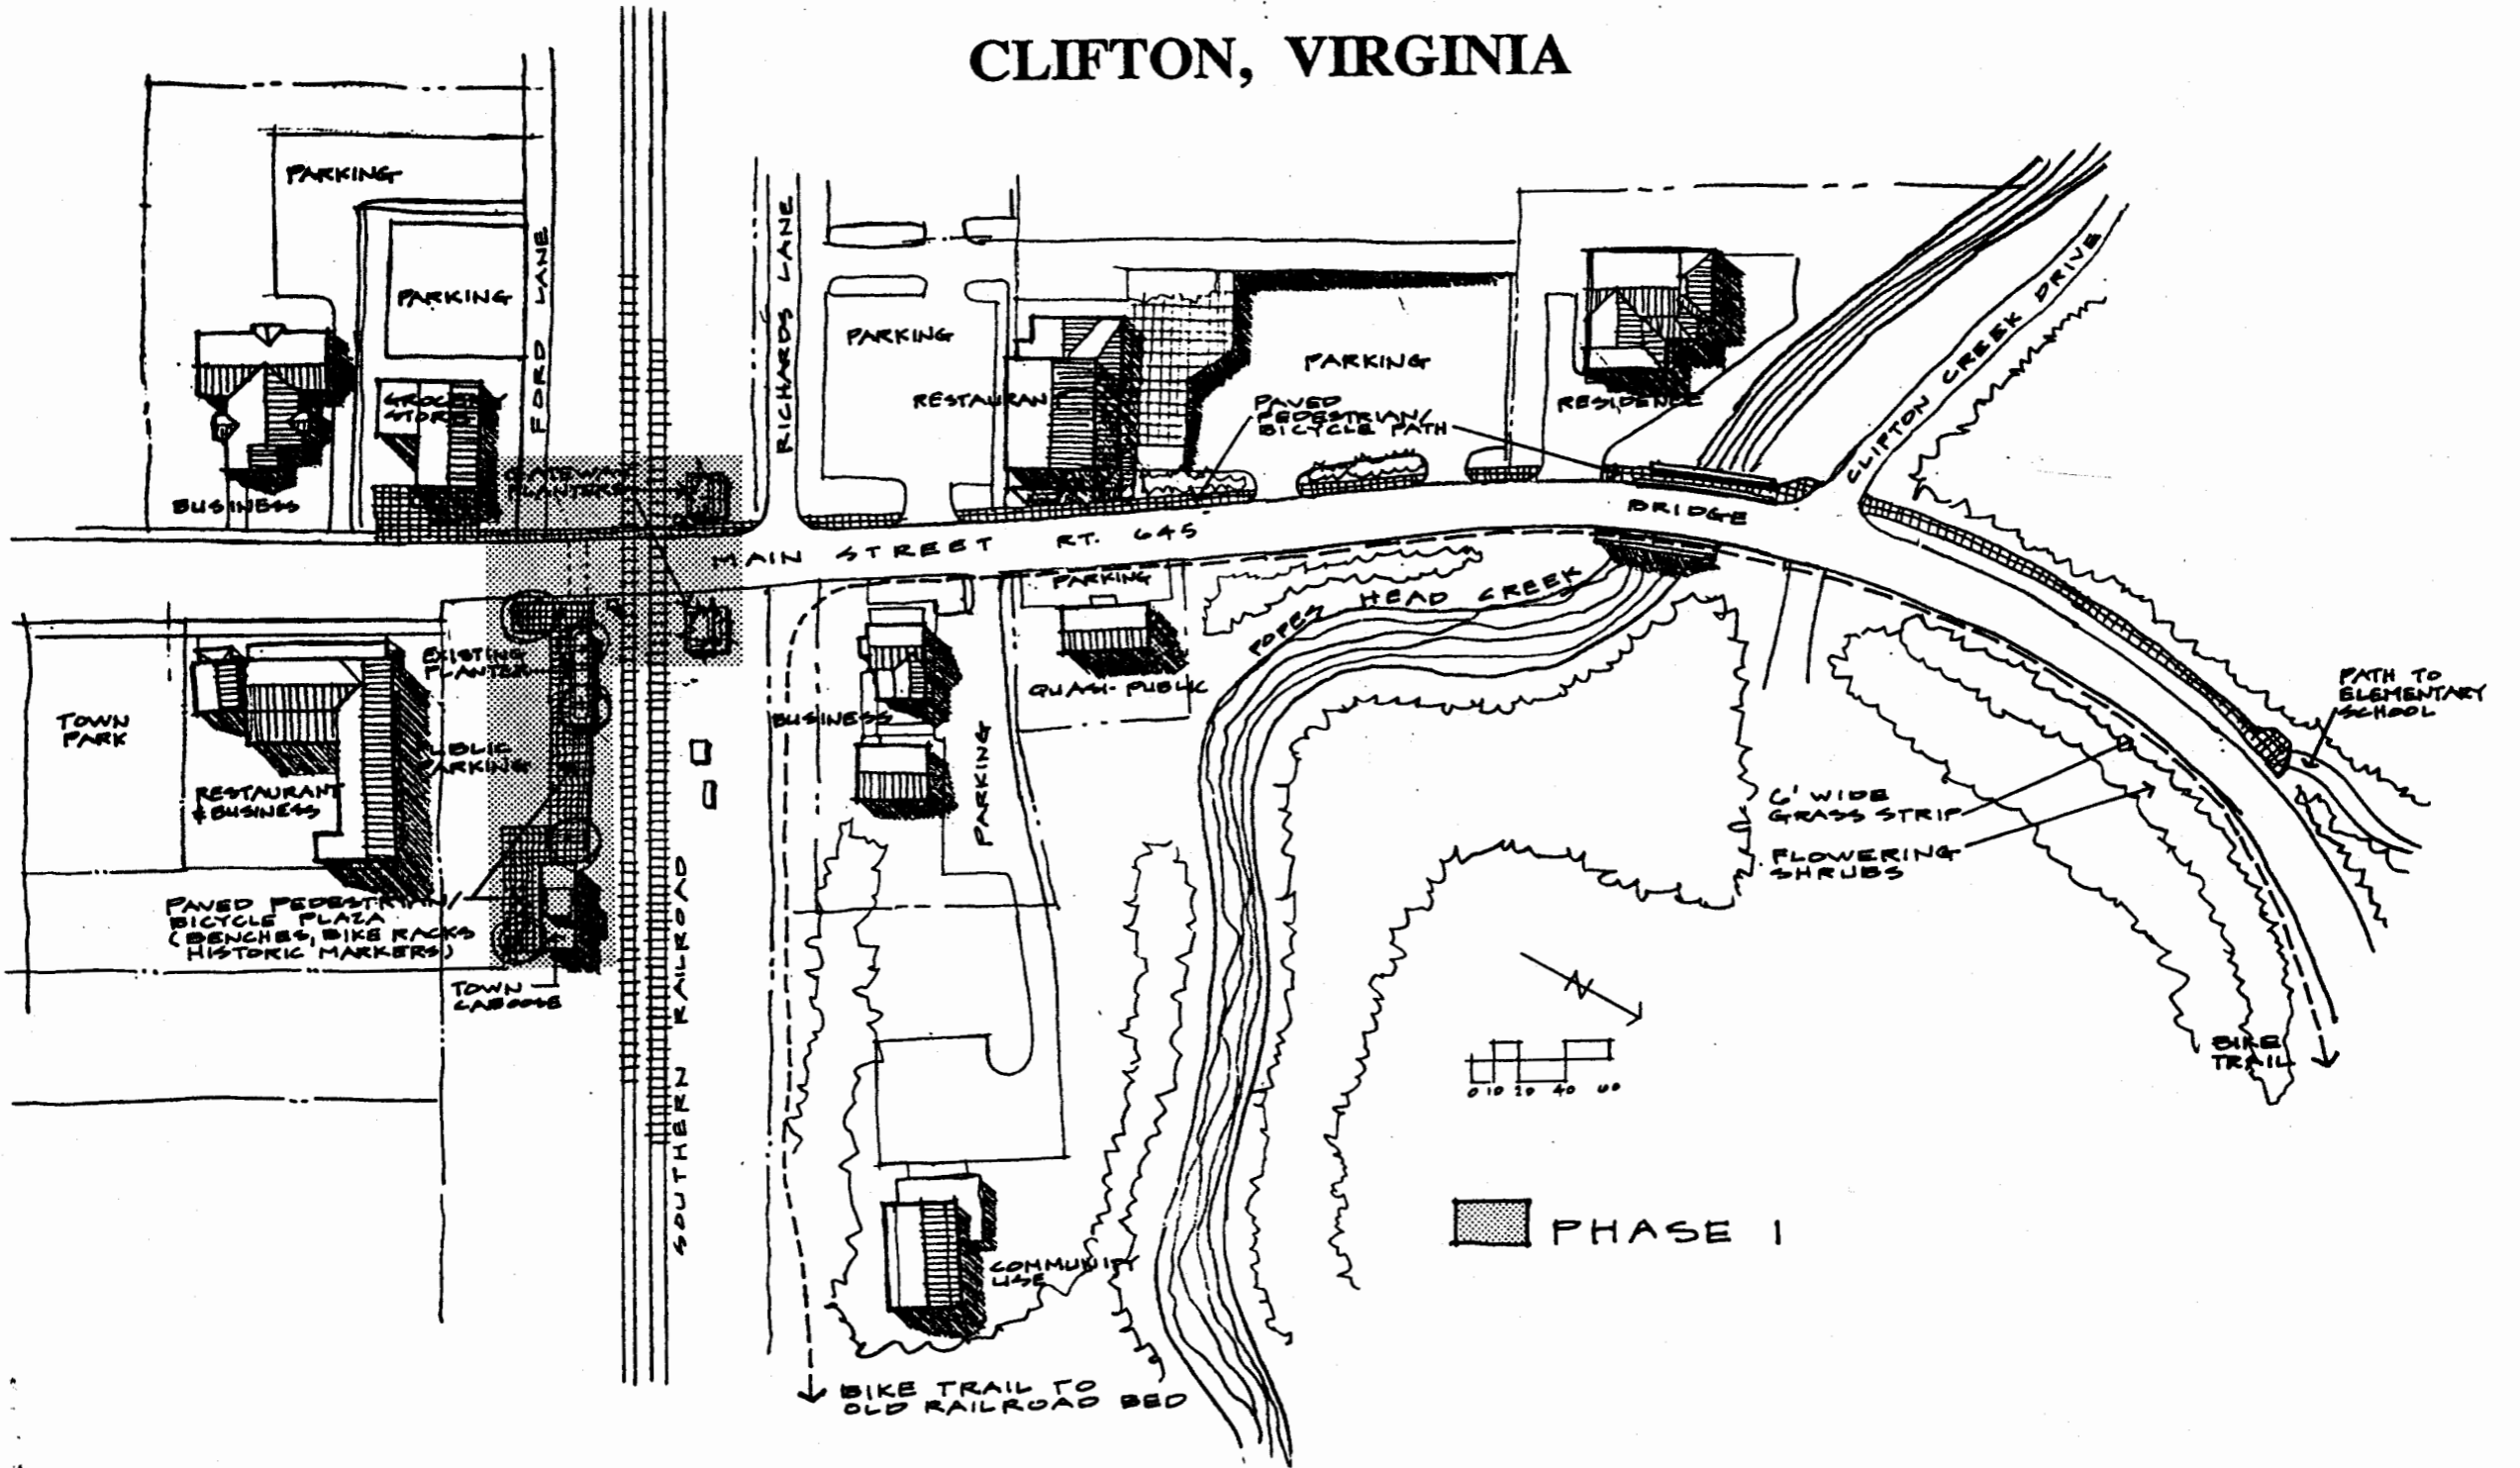 CLIFTON, VIRGINIA
PARKING
PARKING
FORD LANE
GROCERY
STORE
BUSINESS
GATEWAY
PLANTERS
RICHARDS LANE
PARKING
RESTAURANT
PARKING
PAVED
PEDESTRIAN/
BICYCLE PATH
RESIDENCE
CLIFTON CREEK DRIVE
BRIDGE
MAIN STREET RT. 645
PARKING
POPES HEAD CREEK
QUASI-PUBLIC
EXISTING
PLANTER
TOWN
PARK
PUBLIC
PARKING
RESTAURANT
& BUSINESS
BUSINESS
PARKING
PATH TO
ELEMENTARY
SCHOOL
6' WIDE
GRASS STRIP
FLOWERING
SHRUBS
PAVED PEDESTRIAN/
BICYCLE PLAZA
(BENCHES, BIKE RACKS
HISTORIC MARKERS)
TOWN
CABOOSE
SOUTHERN RAILROAD
N
0 10 20 40 60
BIKE
TRAIL
PHASE 1
COMMUNITY
USE
BIKE TRAIL TO
OLD RAILROAD BED